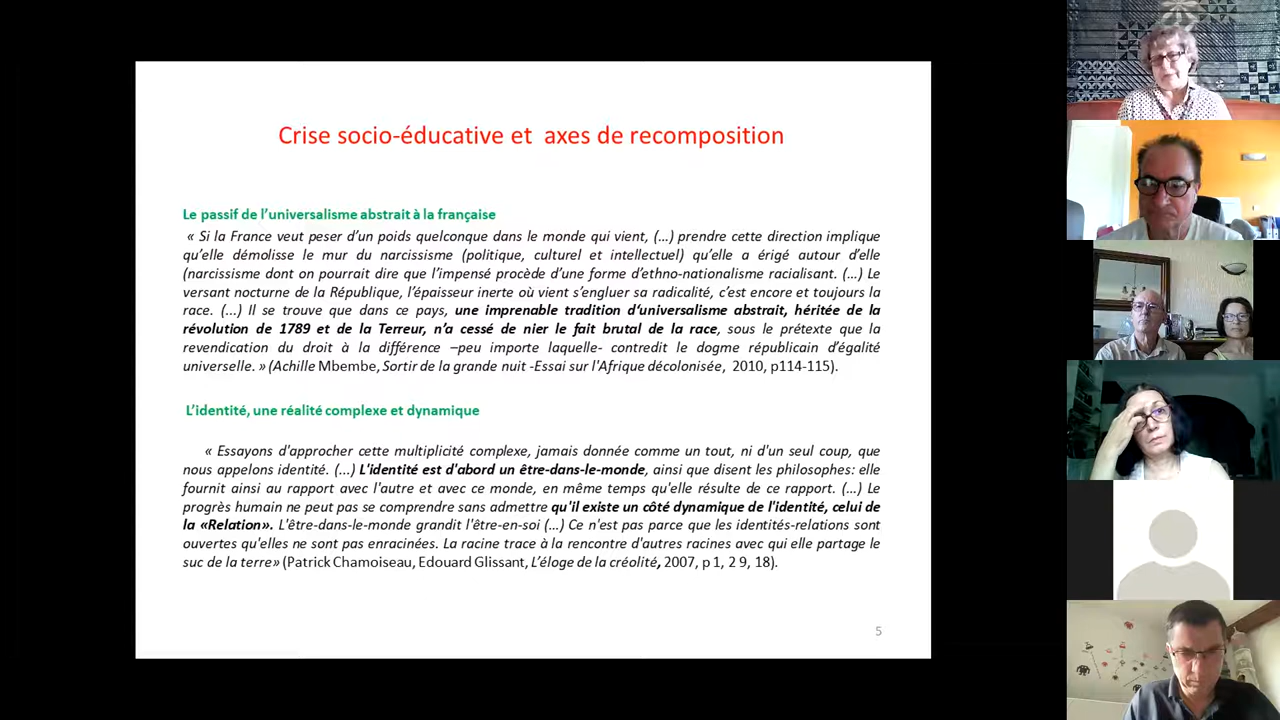 Crise socio-éducative et axes de recomposition
Le passif de l’universalisme abstrait à la française
« Si la France veut peser d’un poids quelconque dans le monde qui vient, (…) prendre cette direction implique
qu’elle démolisse le mur du narcissisme (politique, culturel et intellectuel) qu’elle a érigé autour d’elle
(narcissisme dont on pourrait dire que l’impensé procède d’une forme d’ethno-nationalisme racialisant. (…) Le
versant nocturne de la République, l’épaisseur inerte où vient s’engluer sa radicalité, c’est encore et toujours la
race. (...) Il se trouve que dans ce pays, une imprenable tradition d‘universalisme abstrait, héritée de la
révolution de 1789 et de la Terreur, n’a cessé de nier le fait brutal de la race, sous le prétexte que la
revendication du droit à la différence –peu importe laquelle- contredit le dogme républicain d’égalité
universelle. » (Achille Mbembe, Sortir de la grande nuit -Essai sur l'Afrique décolonisée, 2010, p114-115).
L’identité, une réalité complexe et dynamique
« Essayons d'approcher cette multiplicité complexe, jamais donnée comme un tout, ni d'un seul coup, que
nous appelons identité. (...) L'identité est d'abord un être-dans-le-monde, ainsi que disent les philosophes: elle
fournit ainsi au rapport avec l'autre et avec ce monde, en même temps qu'elle résulte de ce rapport. (…) Le
progrès humain ne peut pas se comprendre sans admettre qu'il existe un côté dynamique de l'identité, celui de
la «Relation». L'être-dans-le-monde grandit l'être-en-soi (…) Ce n'est pas parce que les identités-relations sont
ouvertes qu'elles ne sont pas enracinées. La racine trace à la rencontre d'autres racines avec qui elle partage le
suc de la terre» (Patrick Chamoiseau, Edouard Glissant, L’éloge de la créolité, 2007, p 1, 2 9, 18).
5